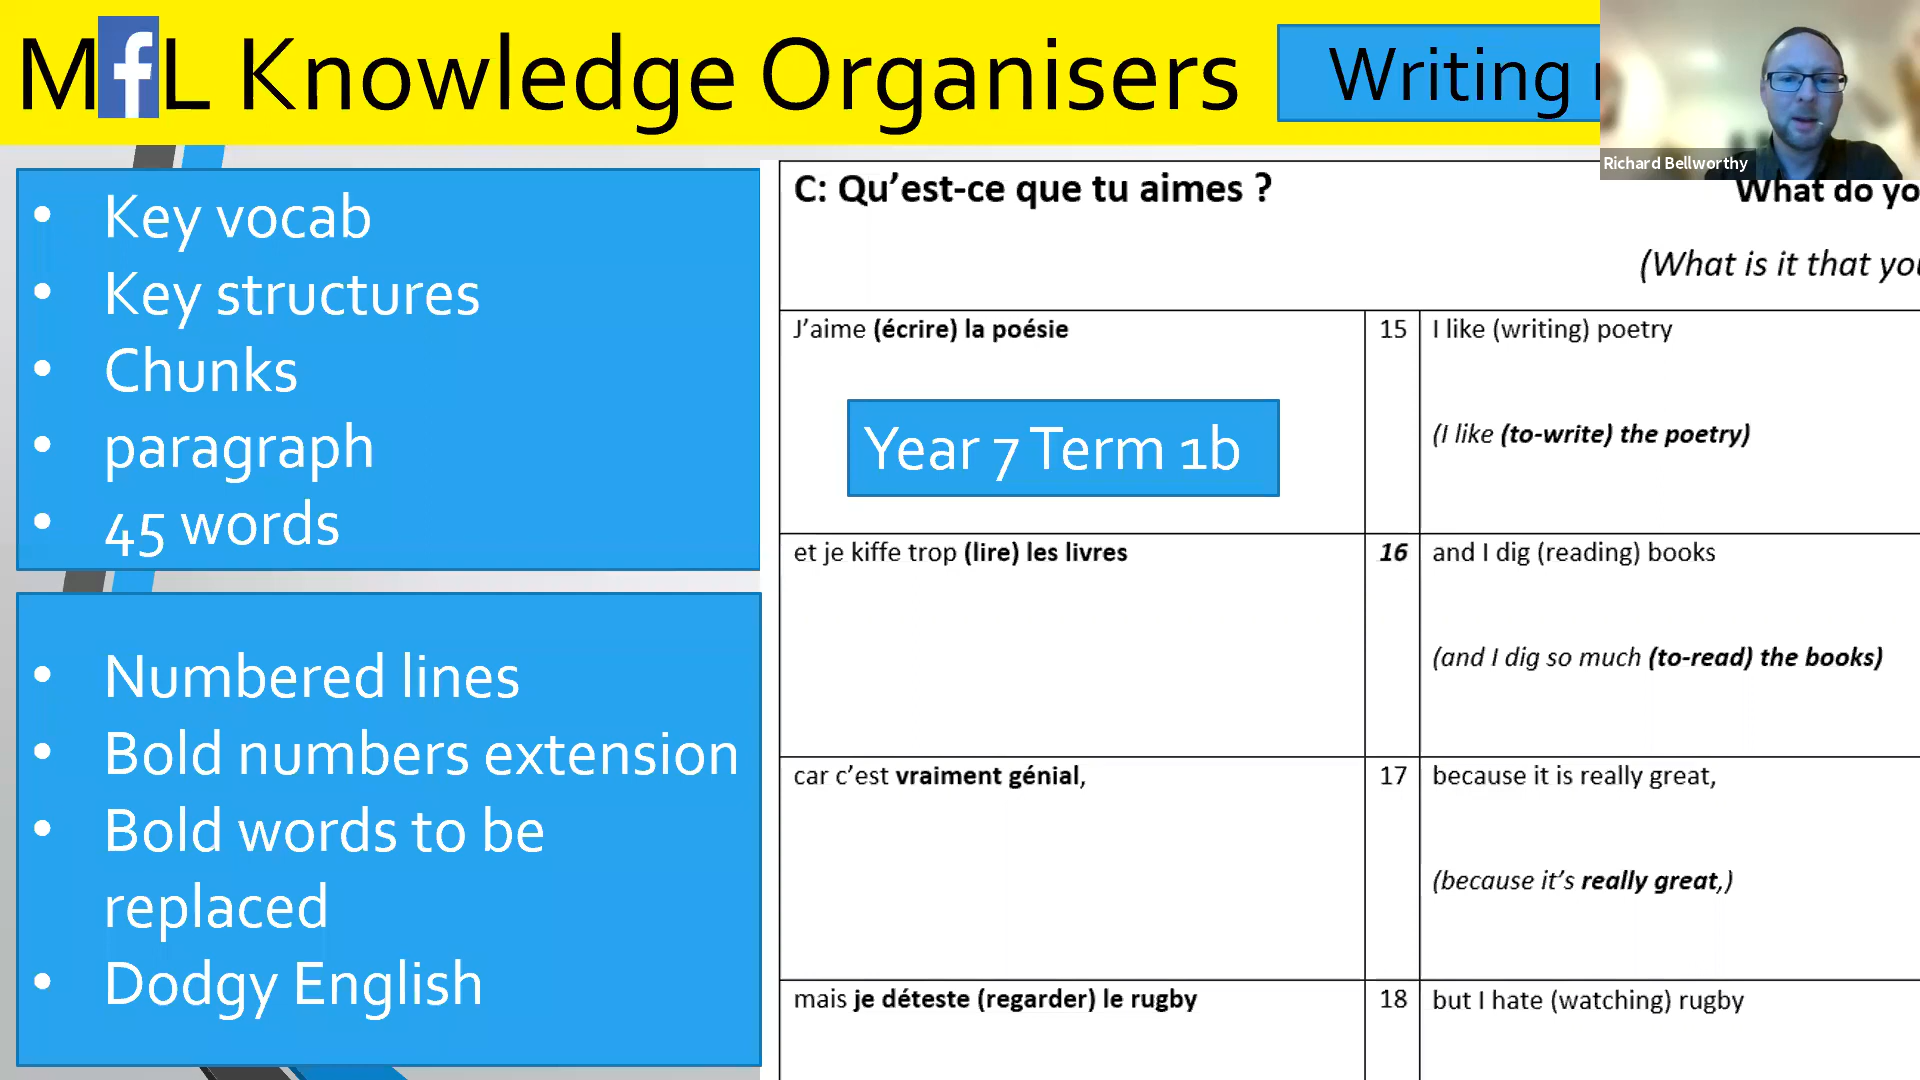 MfL Knowledge Organisers
Writing
Richard Bellworthy
Key vocab
Key structures
Chunks
paragraph
45 words
Numbered lines
Bold numbers extension
Bold words to be
replaced
Dodgy English
C: Qu’est-ce que tu aimes ?
What do yo
(What is it that you
J’aime (écrire) la poésie
15
I like (writing) poetry
(I like (to-write) the poetry)
Year 7 Term 1b
et je kiffe trop (lire) les livres
16
and I dig (reading) books
(and I dig so much (to-read) the books)
car c’est vraiment génial,
17
because it is really great,
(because it’s really great,)
mais je déteste (regarder) le rugby
18
but I hate (watching) rugby